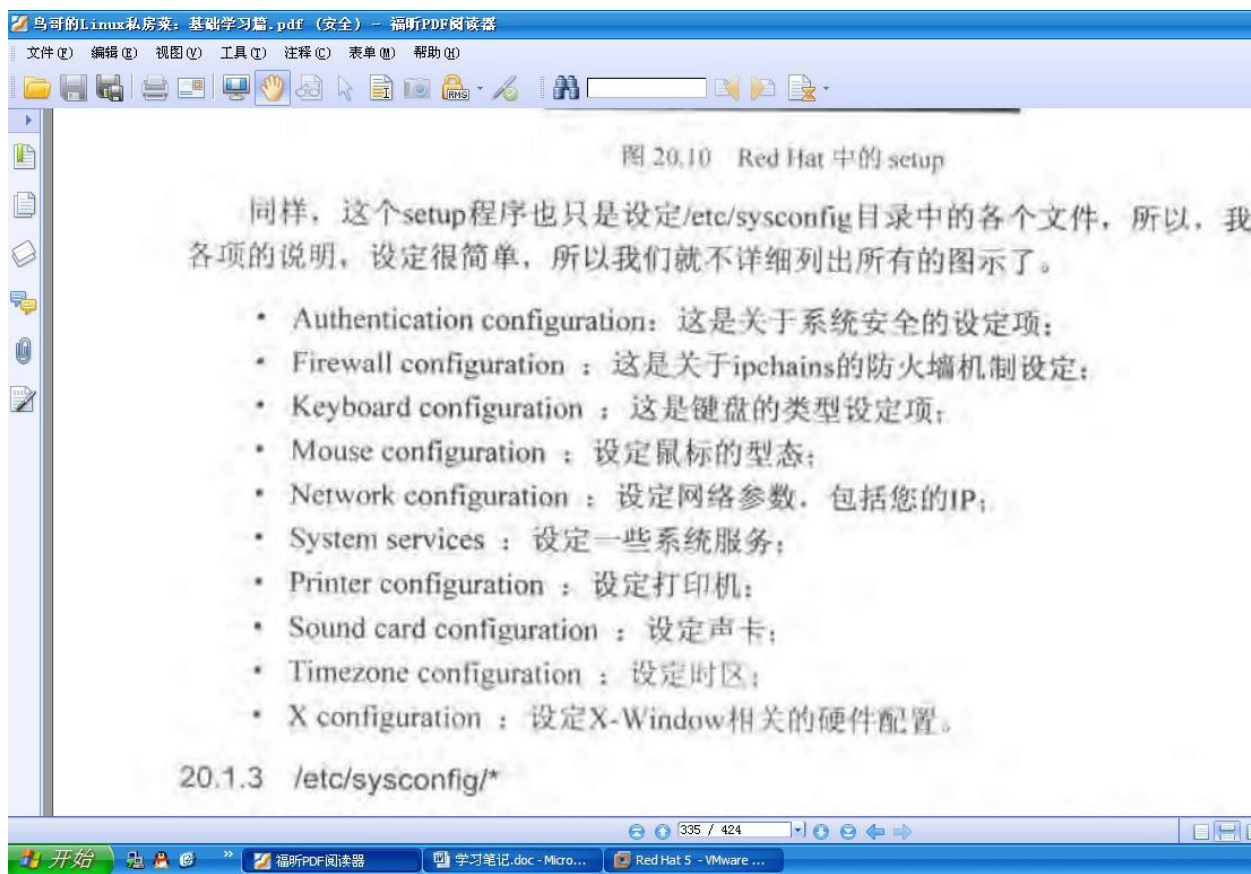 鸟哥的Linux私房菜：基础学习篇.pdf (安全) - 福昕PDF阅读器
文件(F) 编辑(E) 视图(V) 工具(T) 注释(C) 表单(M) 帮助(H)
RMS
图 20.10 Red Hat 中的 setup
同样，这个setup程序也只是设定/etc/sysconfig目录中的各个文件，所以，我
各项的说明，设定很简单，所以我们就不详细列出所有的图示了。
• Authentication configuration：这是关于系统安全的设定项；
• Firewall configuration ：这是关于ipchains的防火墙机制设定；
• Keyboard configuration ：这是键盘的类型设定项；
• Mouse configuration ：设定鼠标的型态；
• Network configuration ：设定网络参数，包括您的IP；
• System services ：设定一些系统服务；
• Printer configuration ：设定打印机；
• Sound card configuration ：设定声卡；
• Timezone configuration ：设定时区；
• X configuration ：设定X-Window相关的硬件配置。
20.1.3 /etc/sysconfig/*
335 / 424
开始 » 福昕PDF阅读器 学习笔记.doc - Micro... Red Hat 5 - VMware ...